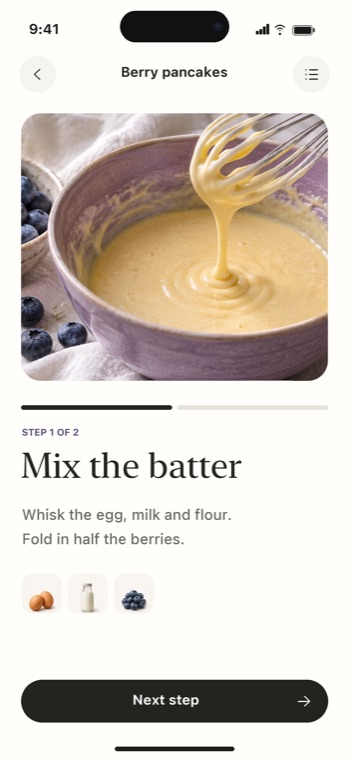 9:41
Berry pancakes
STEP 1 OF 2
Mix the batter
Whisk the egg, milk and flour.
Fold in half the berries.
Next step